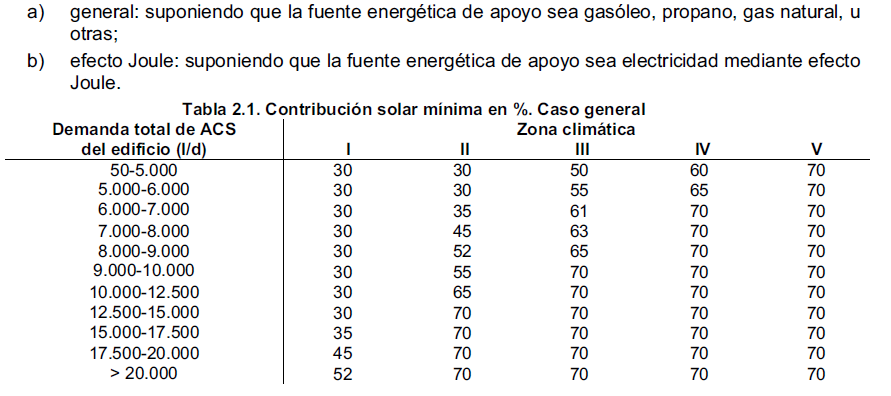 a) general: suponiendo que la fuente energética de apoyo sea gasóleo, propano, gas natural, u
otras;
b) efecto Joule: suponiendo que la fuente energética de apoyo sea electricidad mediante efecto
Joule.
Tabla 2.1. Contribución solar mínima en %. Caso general
Demanda total de ACS Zona climática
del edificio (l/d) I II III IV V
50-5.000 30 30 50 60 70
5.000-6.000 30 30 55 65 70
6.000-7.000 30 35 61 70 70
7.000-8.000 30 45 63 70 70
8.000-9.000 30 52 65 70 70
9.000-10.000 30 55 70 70 70
10.000-12.500 30 65 70 70 70
12.500-15.000 30 70 70 70 70
15.000-17.500 35 70 70 70 70
17.500-20.000 45 70 70 70 70
> 20.000 52 70 70 70 70